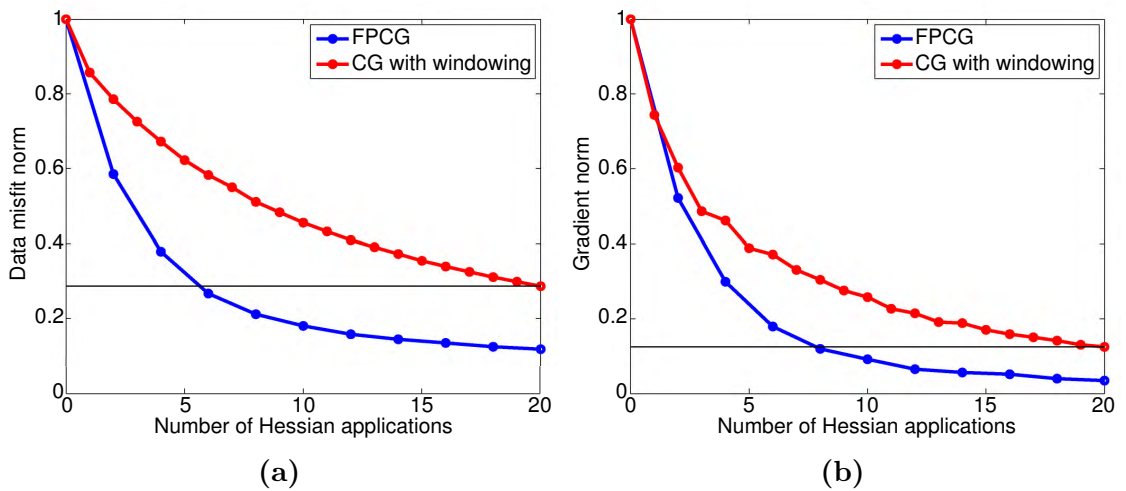 1
0.8
0.6
0.4
0.2
0
0
5
10
15
20
Data misfit norm
Number of Hessian applications
FPCG
CG with windowing
(a)
1
0.8
0.6
0.4
0.2
0
0
5
10
15
20
Gradient norm
Number of Hessian applications
FPCG
CG with windowing
(b)